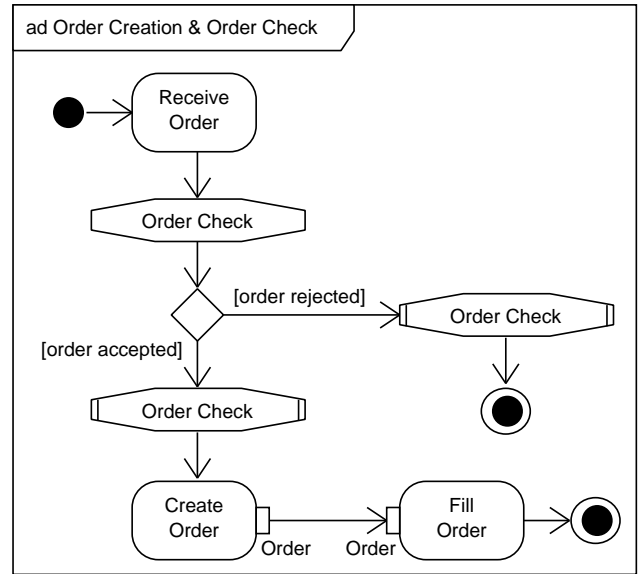 ad Order Creation & Order Check
Receive
Order
Order Check
[order rejected]
Order Check
[order accepted]
Order Check
Create
Order
Fill
Order
Order
Order